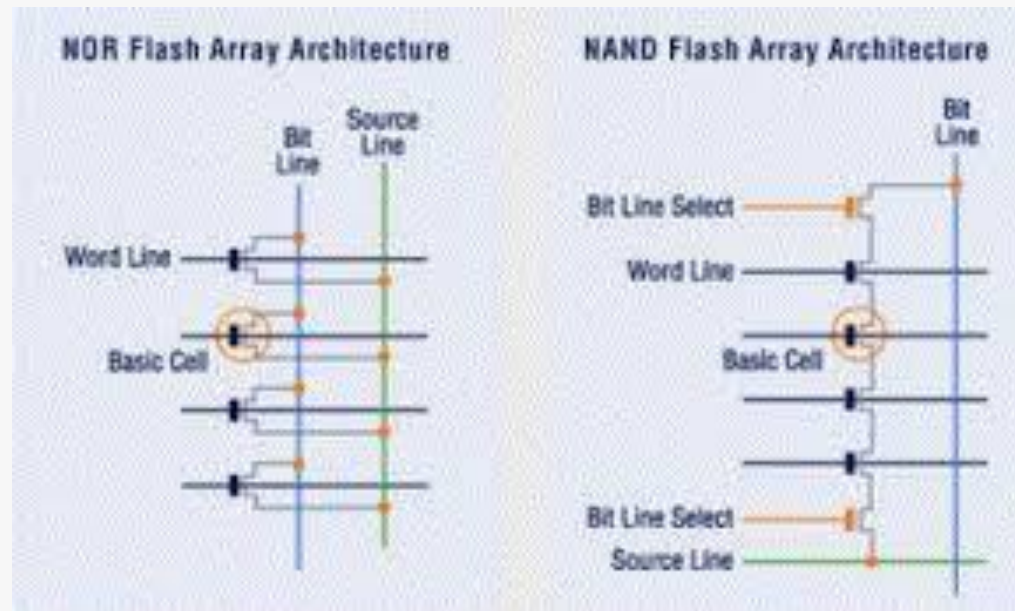 NOR Flash Array Architecture
Bit
Line
Source
Line
Word Line
Basic Cell
NAND Flash Array Architecture
Bit
Line
Bit Line Select
Word Line
Basic Cell
Bit Line Select
Source Line